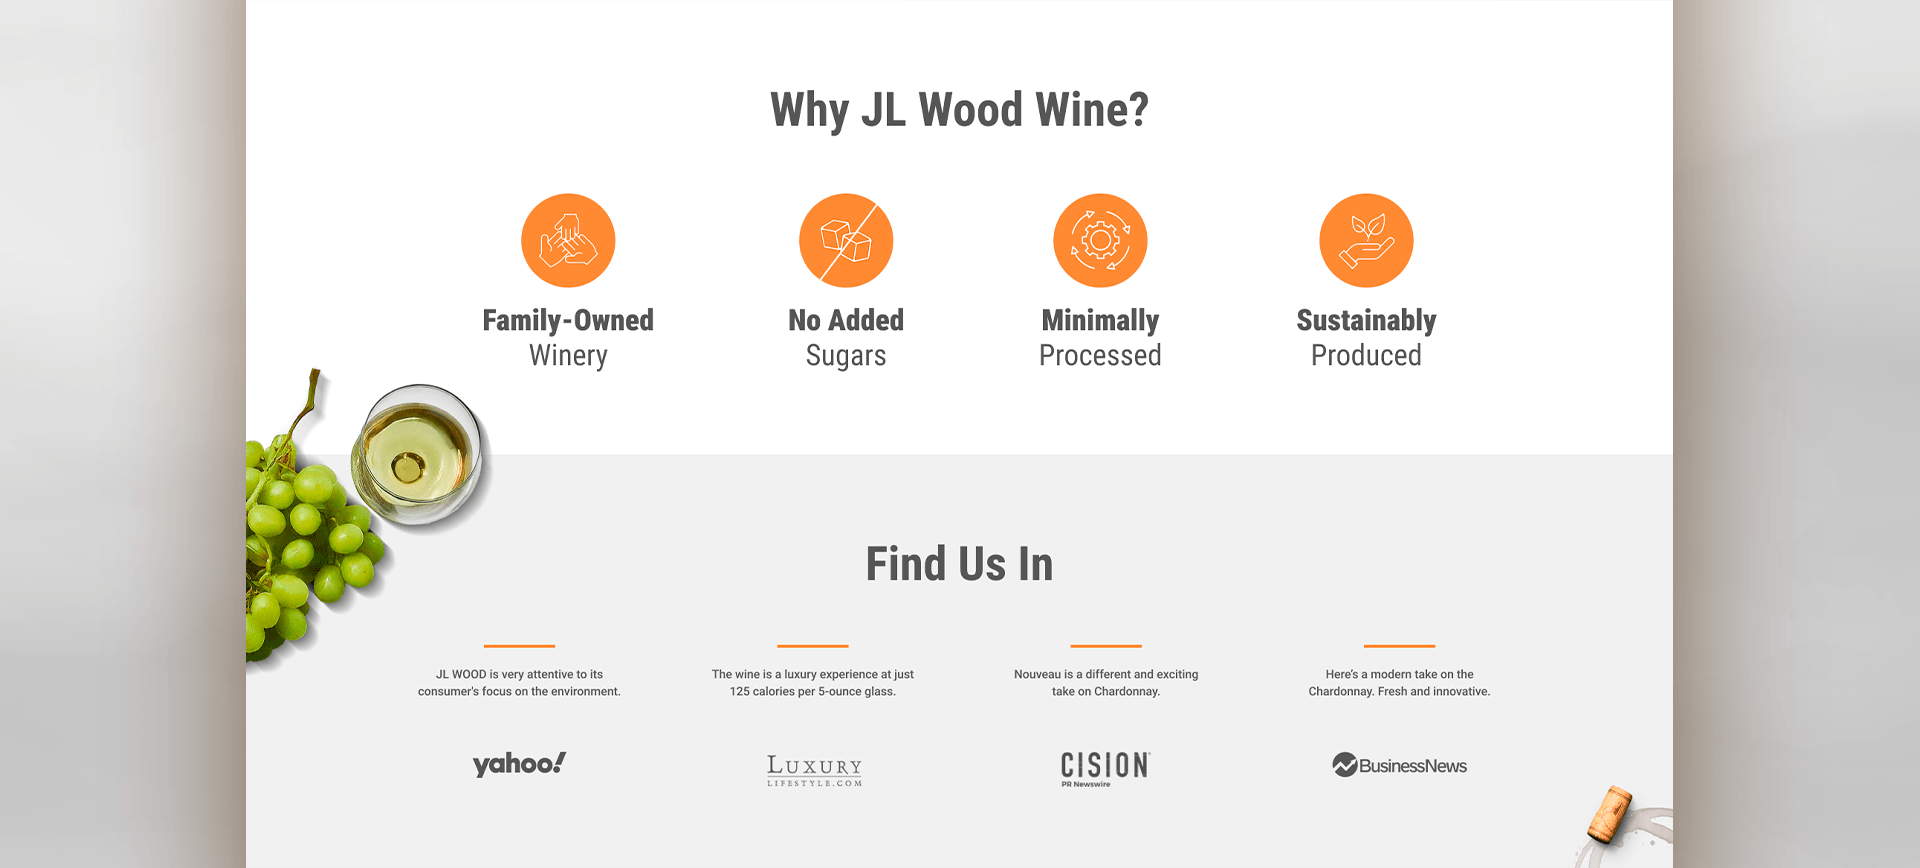 Why JL Wood Wine?
Family-Owned
Winery
No Added
Sugars
Minimally
Processed
Sustainably
Produced
Find Us In
JL WOOD is very attentive to its
consumer's focus on the environment.
The wine is a luxury experience at just
125 calories per 5-ounce glass.
Nouveau is a different and exciting
take on Chardonnay.
Here's a modern take on the
Chardonnay. Fresh and innovative.
yahoo!
LUXURY
LIFESTYLE.COM
CISION
PR Newswire
BusinessNews